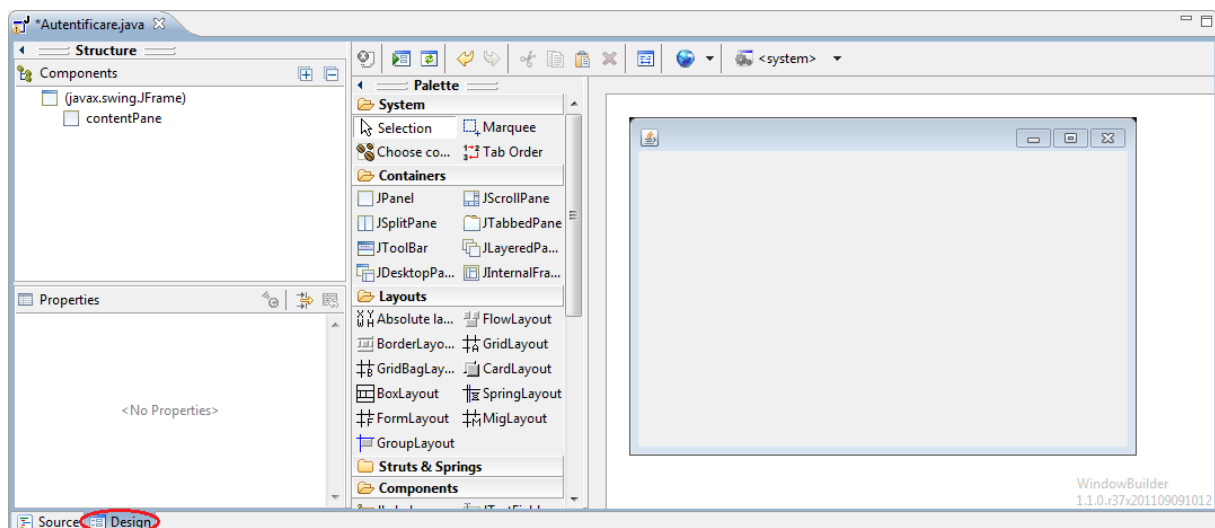 *Autentificare.java
Structure
Components
(javax.swing.JFrame)
contentPane
Properties
<No Properties>
<system>
Palette
System
Selection Marquee
Choose co... Tab Order
Containers
JPanel JScrollPane
JSplitPane JTabbedPane
JToolBar JLayeredPa...
JDesktopPa... JInternalFra...
Layouts
Absolute la... FlowLayout
BorderLayo... GridLayout
GridBagLay... CardLayout
BoxLayout SpringLayout
FormLayout MigLayout
GroupLayout
Struts & Springs
Components
WindowBuilder
1.1.0.r37x201109091012
Source Design